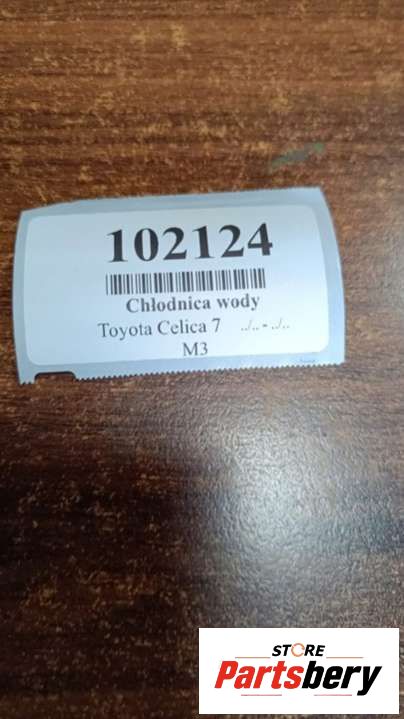 102124
Chłodnica wody
Toyota Celica 7 ../.. - ../..
M3
STORE
Partsbery